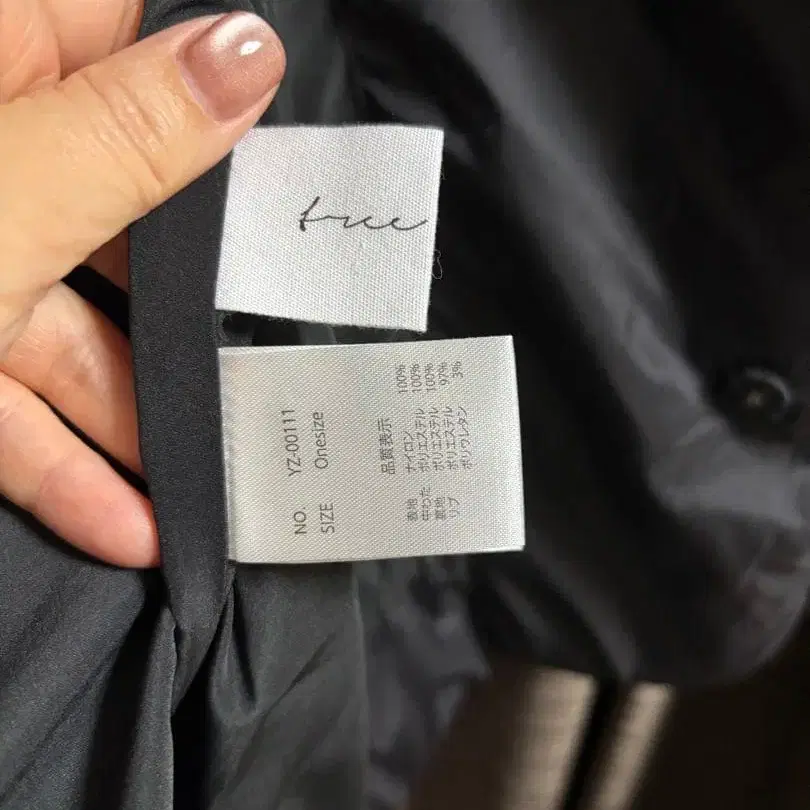 tree
NO. YZ-00111
SIZE Onesize
品質表示
表地 ナイロン 100%
中わた ポリエステル 100%
裏地 ポリエステル 100%
リブ ポリエステル 97%
ポリウレタン 3%